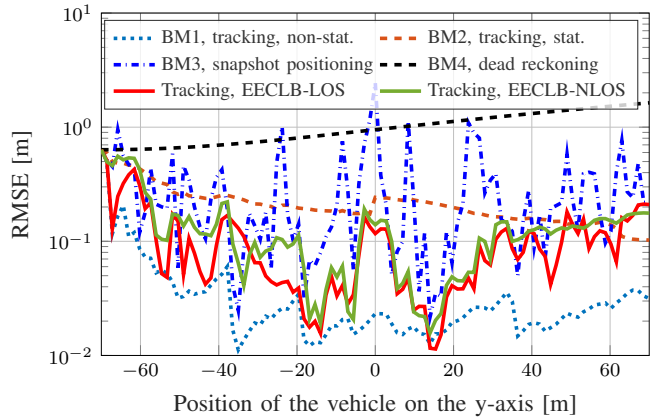 BM1, tracking, non-stat.
BM2, tracking, stat.
BM3, snapshot positioning
BM4, dead reckoning
Tracking, EECLB-LOS
Tracking, EECLB-NLOS
10^1
10^0
10^−1
10^−2
RMSE [m]
−60 −40 −20 0 20 40 60
Position of the vehicle on the y-axis [m]